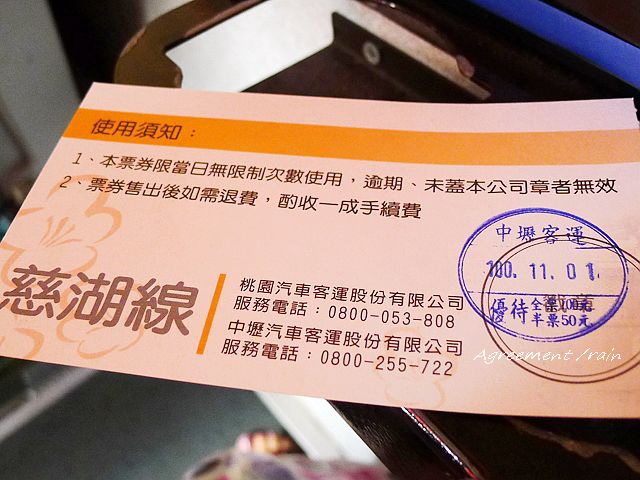 使用須知：
1、本票券限當日無限制次數使用，逾期、未蓋本公司章者無效
2、票券售出後如需退費，酌收一成手續費
慈湖線
桃園汽車客運股份有限公司
服務電話：0800-053-808
中壢汽車客運股份有限公司
服務電話：0800-255-722
中壢客運
100.11.01.
優待
全票100元
半票50元
Agreement /rain